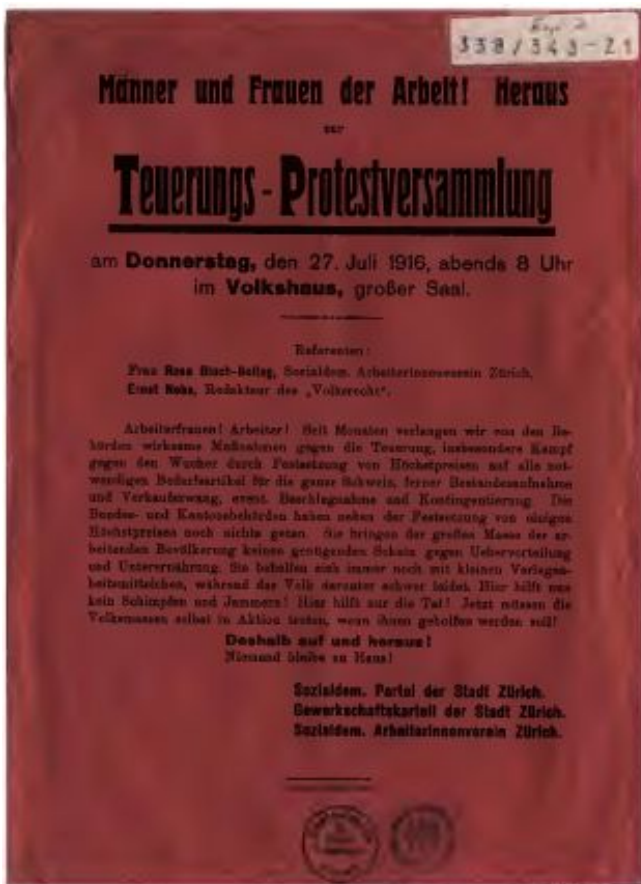 338/343-Z1
Männer und Frauen der Arbeit! Heraus
zur
Teuerungs-Protestversammlung
am Donnerstag, den 27. Juli 1916, abends 8 Uhr
im Volkshaus, großer Saal.
Referenten:
Frau Rosa Bloch-Bollag, Sozialdem. Arbeiterinnenverein Zürich.
Ernst Nobs, Redakteur des „Volksrecht".
Arbeiterfrauen! Arbeiter! Seit Monaten verlangen wir von den Be-
hörden wirksame Maßnahmen gegen die Teuerung, insbesondere Kampf
gegen den Wucher durch Festsetzung von Höchstpreisen auf alle not-
wendigen Bedarfsartikel für die ganze Schweiz, ferner Bestandesaufnahme
und Verkaufszwang, event. Beschlagnahme und Kontingentierung. Die
Bundes- und Kantonsbehörden haben neben der Festsetzung von einigen
Höchstpreisen noch nichts getan. Sie bringen der großen Masse der ar-
beitenden Bevölkerung keinen genügenden Schutz gegen Uebervorteilung
und Unterernährung. Sie behelfen sich immer noch mit kleinen Verlegen-
heitsmittelchen, während das Volk darunter schwer leidet. Hier hilft uns
kein Schimpfen und Jammern! Hier hilft nur die Tat! Jetzt müssen die
Volksmassen selbst in Aktion treten, wenn ihnen geholfen werden soll!
Deshalb auf und heraus!
Niemand bleibe zu Haus!
Sozialdem. Partei der Stadt Zürich.
Gewerkschaftskartell der Stadt Zürich.
Sozialdem. Arbeiterinnenverein Zürich.